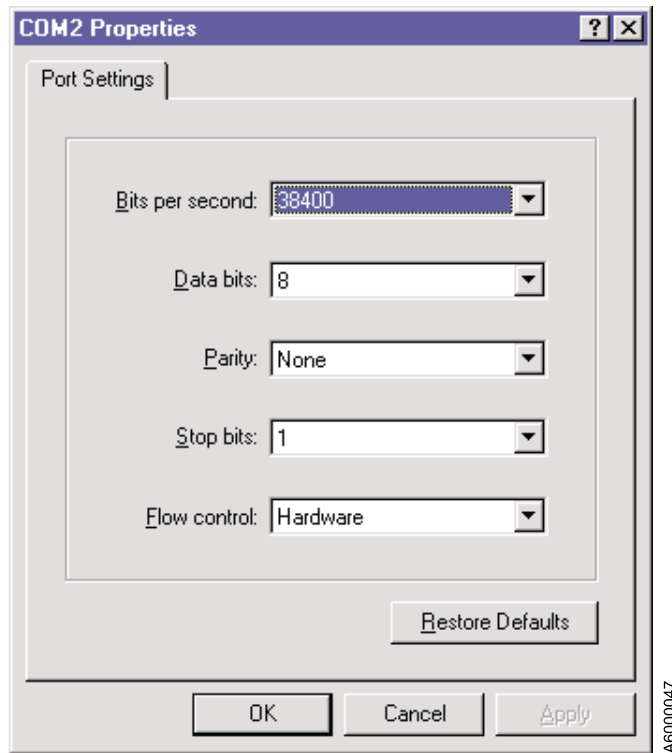 COM2 Properties
Port Settings
Bits per second: 38400
Data bits: 8
Parity: None
Stop bits: 1
Flow control: Hardware
Restore Defaults
OK Cancel Apply